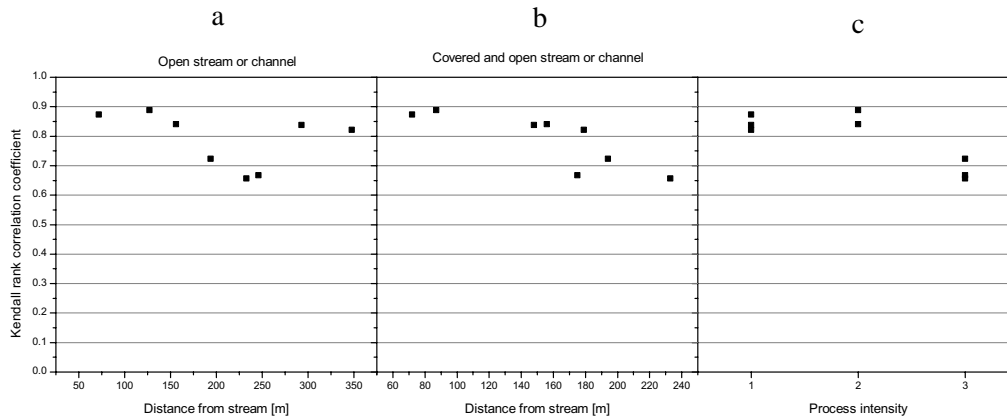 a b c
Open stream or channel Covered and open stream or channel
Kendall rank correlation coefficient
1.0
0.9
0.8
0.7
0.6
0.5
0.4
0.3
0.2
0.1
0.0
50 100 150 200 250 300 350 60 80 100 120 140 160 180 200 220 240 1 2 3
Distance from stream [m] Distance from stream [m] Process intensity